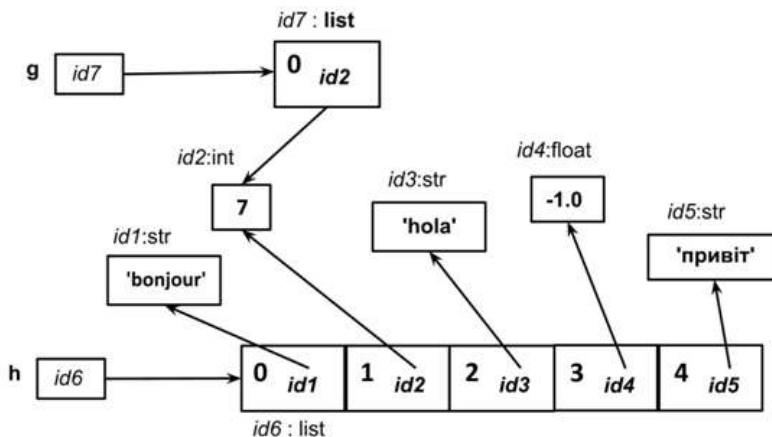 id7 : list
g id7
0 id2
id2:int
7
id4:float
-1.0
id3:str
'hola'
id5:str
'привіт'
id1:str
'bonjour'
h id6
0 id1 1 id2 2 id3 3 id4 4 id5
id6 : list